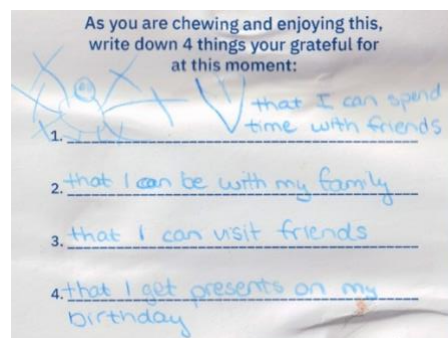 As you are chewing and enjoying this,
write down 4 things your grateful for
at this moment:
that I can spend
1. time with friends
2. that I can be with my family
3. that I can visit friends
4. that I get presents on my
birthday